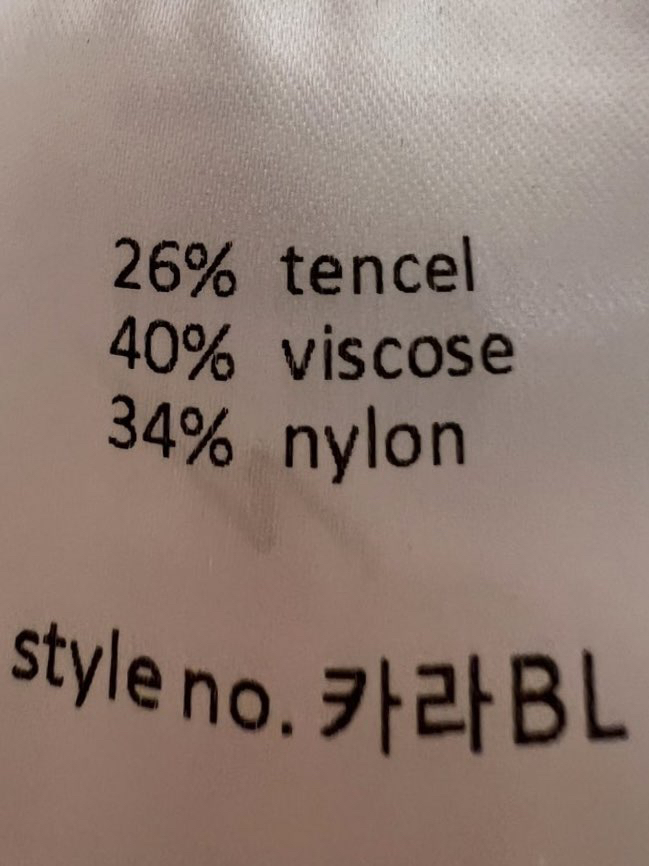 26% tencel
40% viscose
34% nylon
style no. 카라BL